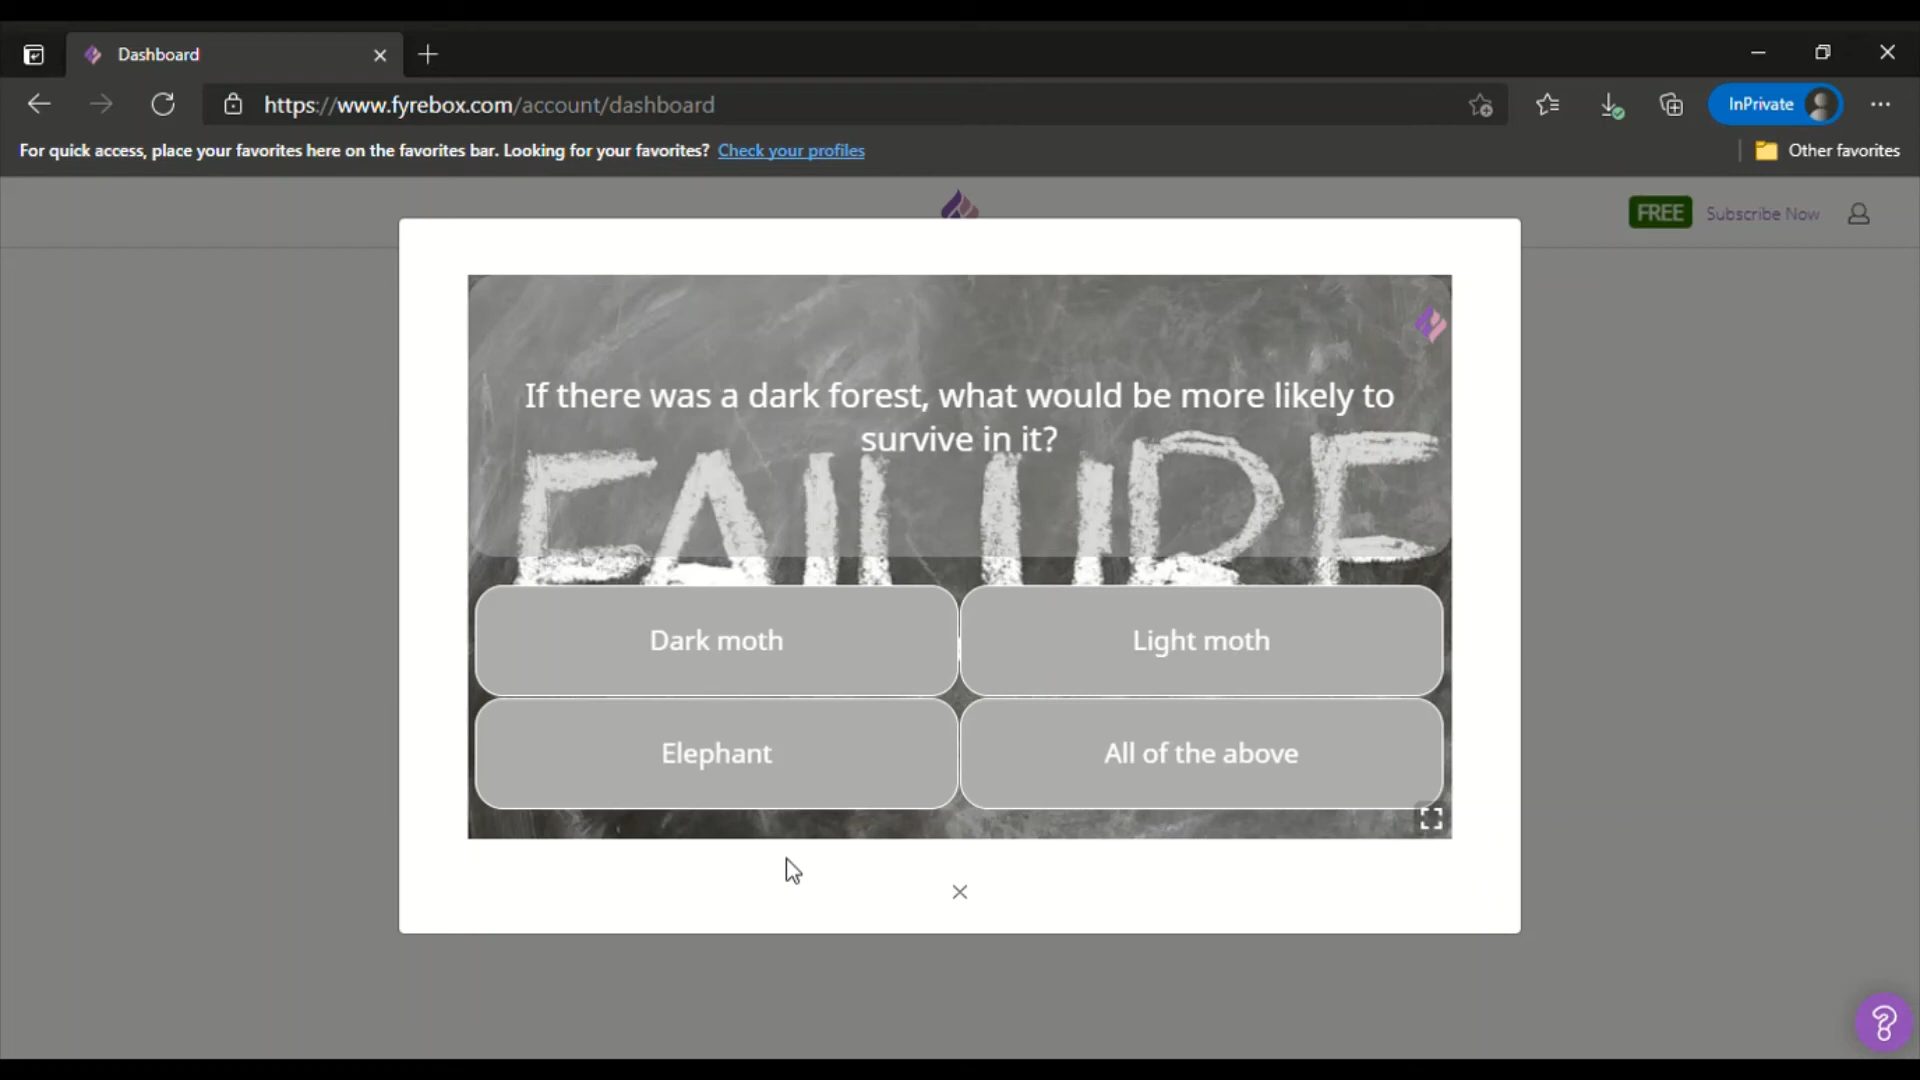 Dashboard
https://www.fyrebox.com/account/dashboard
InPrivate
For quick access, place your favorites here on the favorites bar. Looking for your favorites? Check your profiles
Other favorites
FREE Subscribe Now
If there was a dark forest, what would be more likely to
survive in it?
FAILURE
Dark moth
Light moth
Elephant
All of the above
?